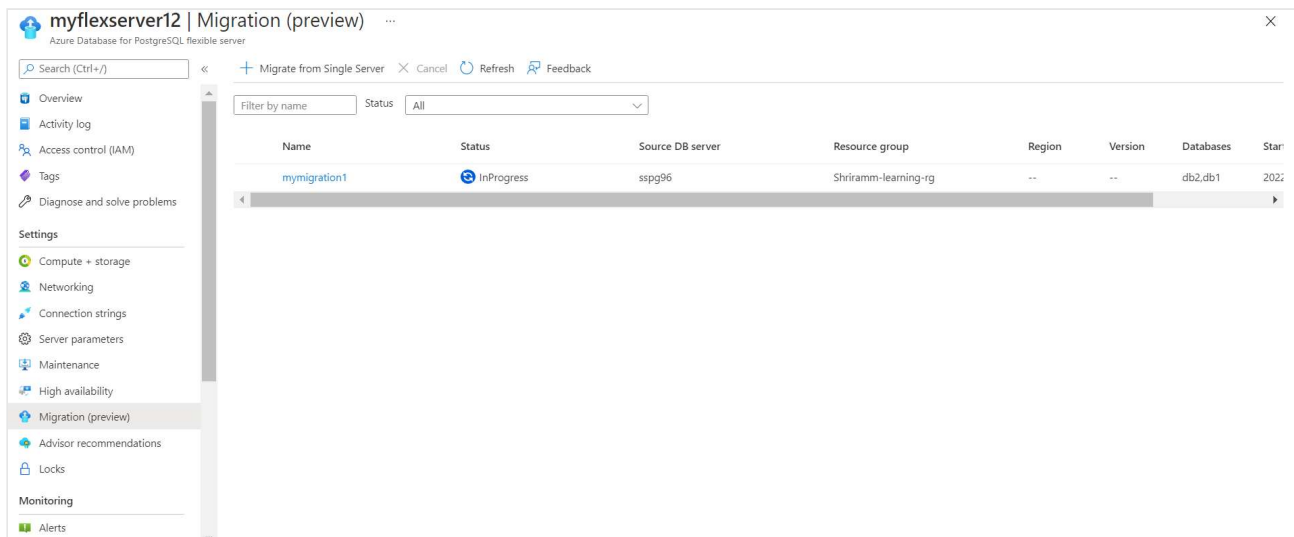 myflexserver12 | Migration (preview) ...
Azure Database for PostgreSQL flexible server
Search (Ctrl+/)
Overview
Activity log
Access control (IAM)
Tags
Diagnose and solve problems
Settings
Compute + storage
Networking
Connection strings
Server parameters
Maintenance
High availability
Migration (preview)
Advisor recommendations
Locks
Monitoring
Alerts
Migrate from Single Server Cancel Refresh Feedback
Filter by name Status All
Name Status Source DB server Resource group Region Version Databases Star
mymigration1 InProgress sspg96 Shriramm-learning-rg -- -- db2,db1 2022